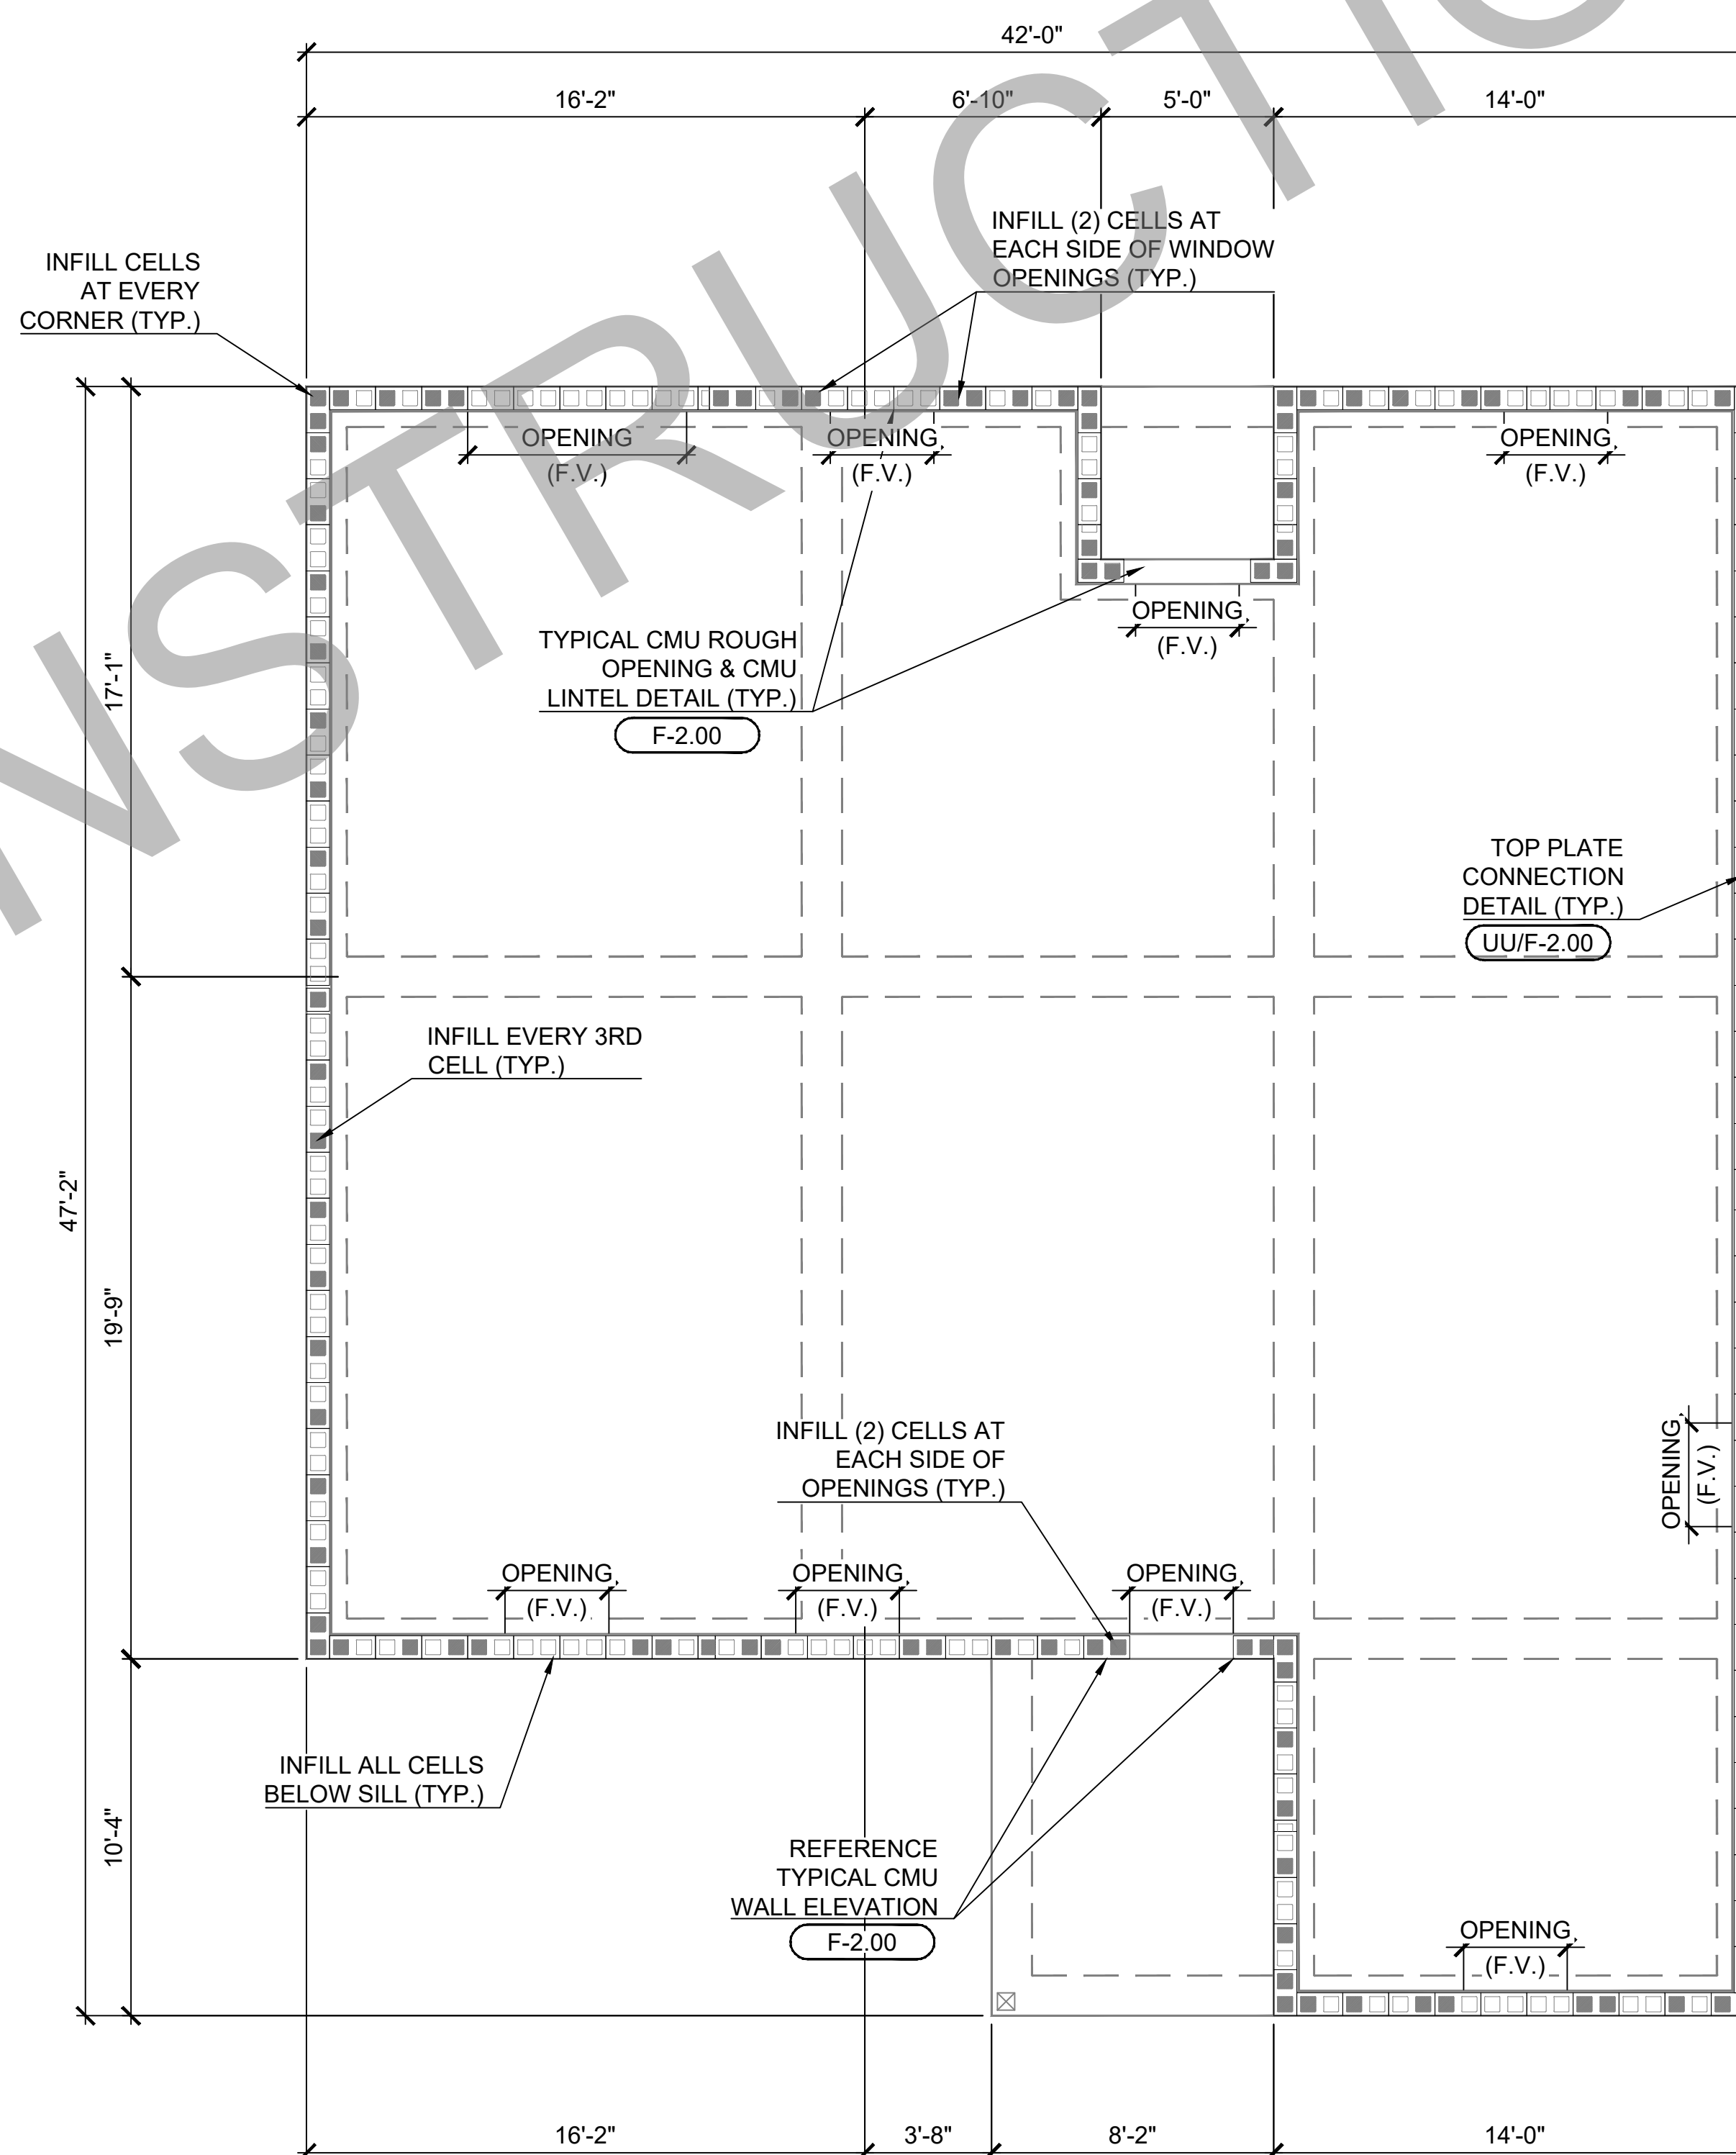 42'-0"
16'-2"
6'-10"
5'-0"
14'-0"
INFILL (2) CELLS AT
EACH SIDE OF WINDOW
OPENINGS (TYP.)
INFILL CELLS
AT EVERY
CORNER (TYP.)
OPENING
(F.V.)
OPENING
(F.V.)
OPENING
(F.V.)
OPENING
(F.V.)
TYPICAL CMU ROUGH
OPENING & CMU
LINTEL DETAIL (TYP.)
F-2.00
17'-1"
TOP PLATE
CONNECTION
DETAIL (TYP.)
UU/F-2.00
INFILL EVERY 3RD
CELL (TYP.)
47'-2"
19'-9"
INFILL (2) CELLS AT
EACH SIDE OF
OPENINGS (TYP.)
OPENING
(F.V.)
OPENING
(F.V.)
OPENING
(F.V.)
OPENING
(F.V.)
INFILL ALL CELLS
BELOW SILL (TYP.)
10'-4"
REFERENCE
TYPICAL CMU
WALL ELEVATION
F-2.00
OPENING
(F.V.)
16'-2"
3'-8"
8'-2"
14'-0"
NSTRUCTIO